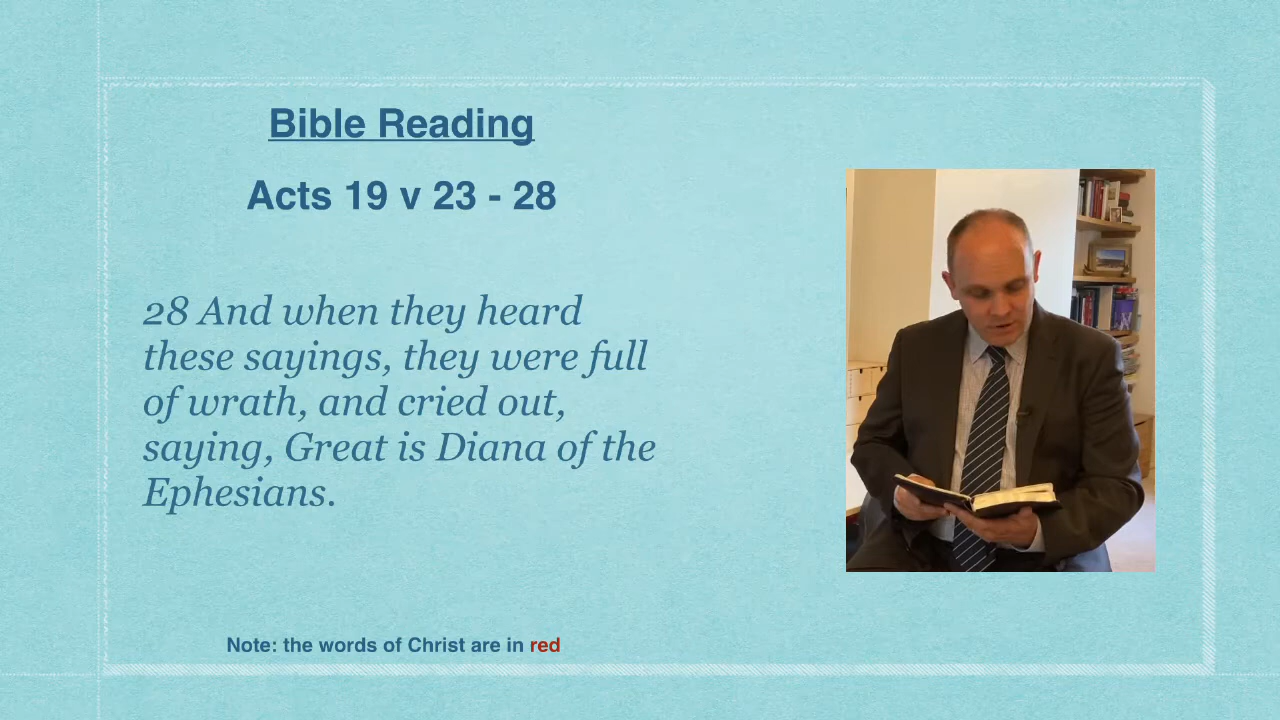 Bible Reading
Acts 19 v 23 - 28
28 And when they heard
these sayings, they were full
of wrath, and cried out,
saying, Great is Diana of the
Ephesians.
Note: the words of Christ are in red